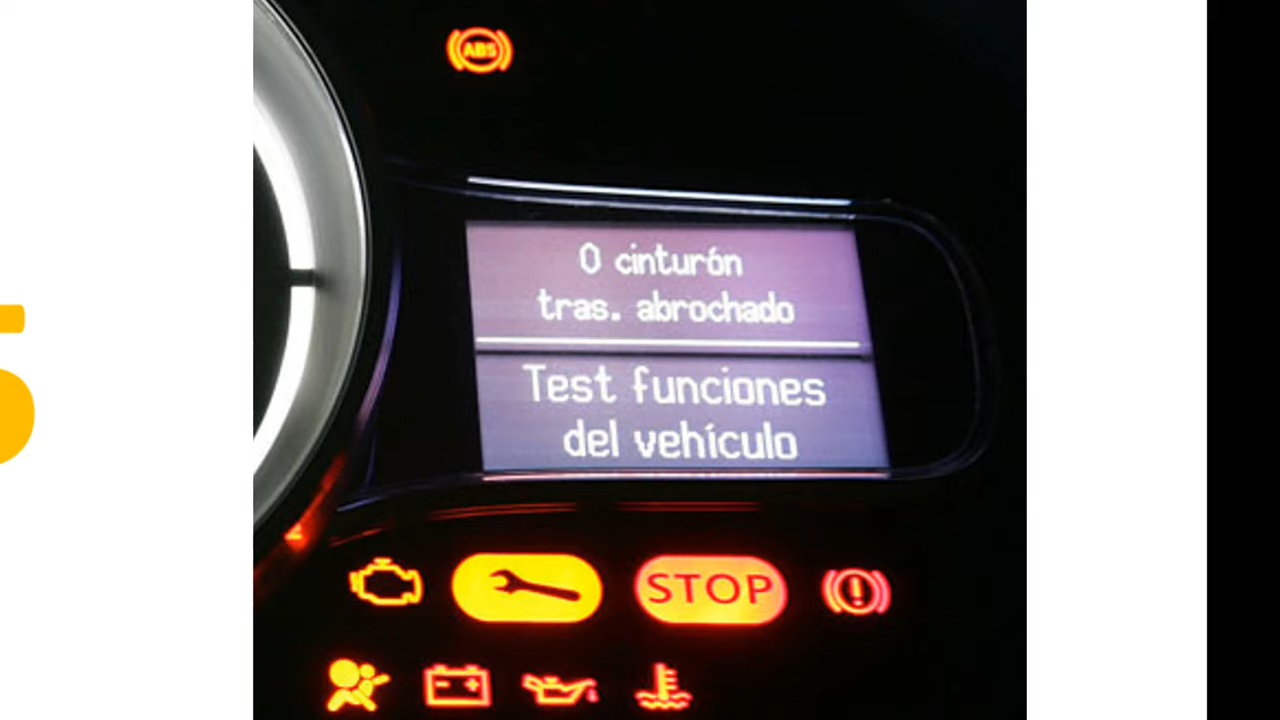 ABS
0 cinturón
tras. abrochado
Test funciones
del vehículo
STOP